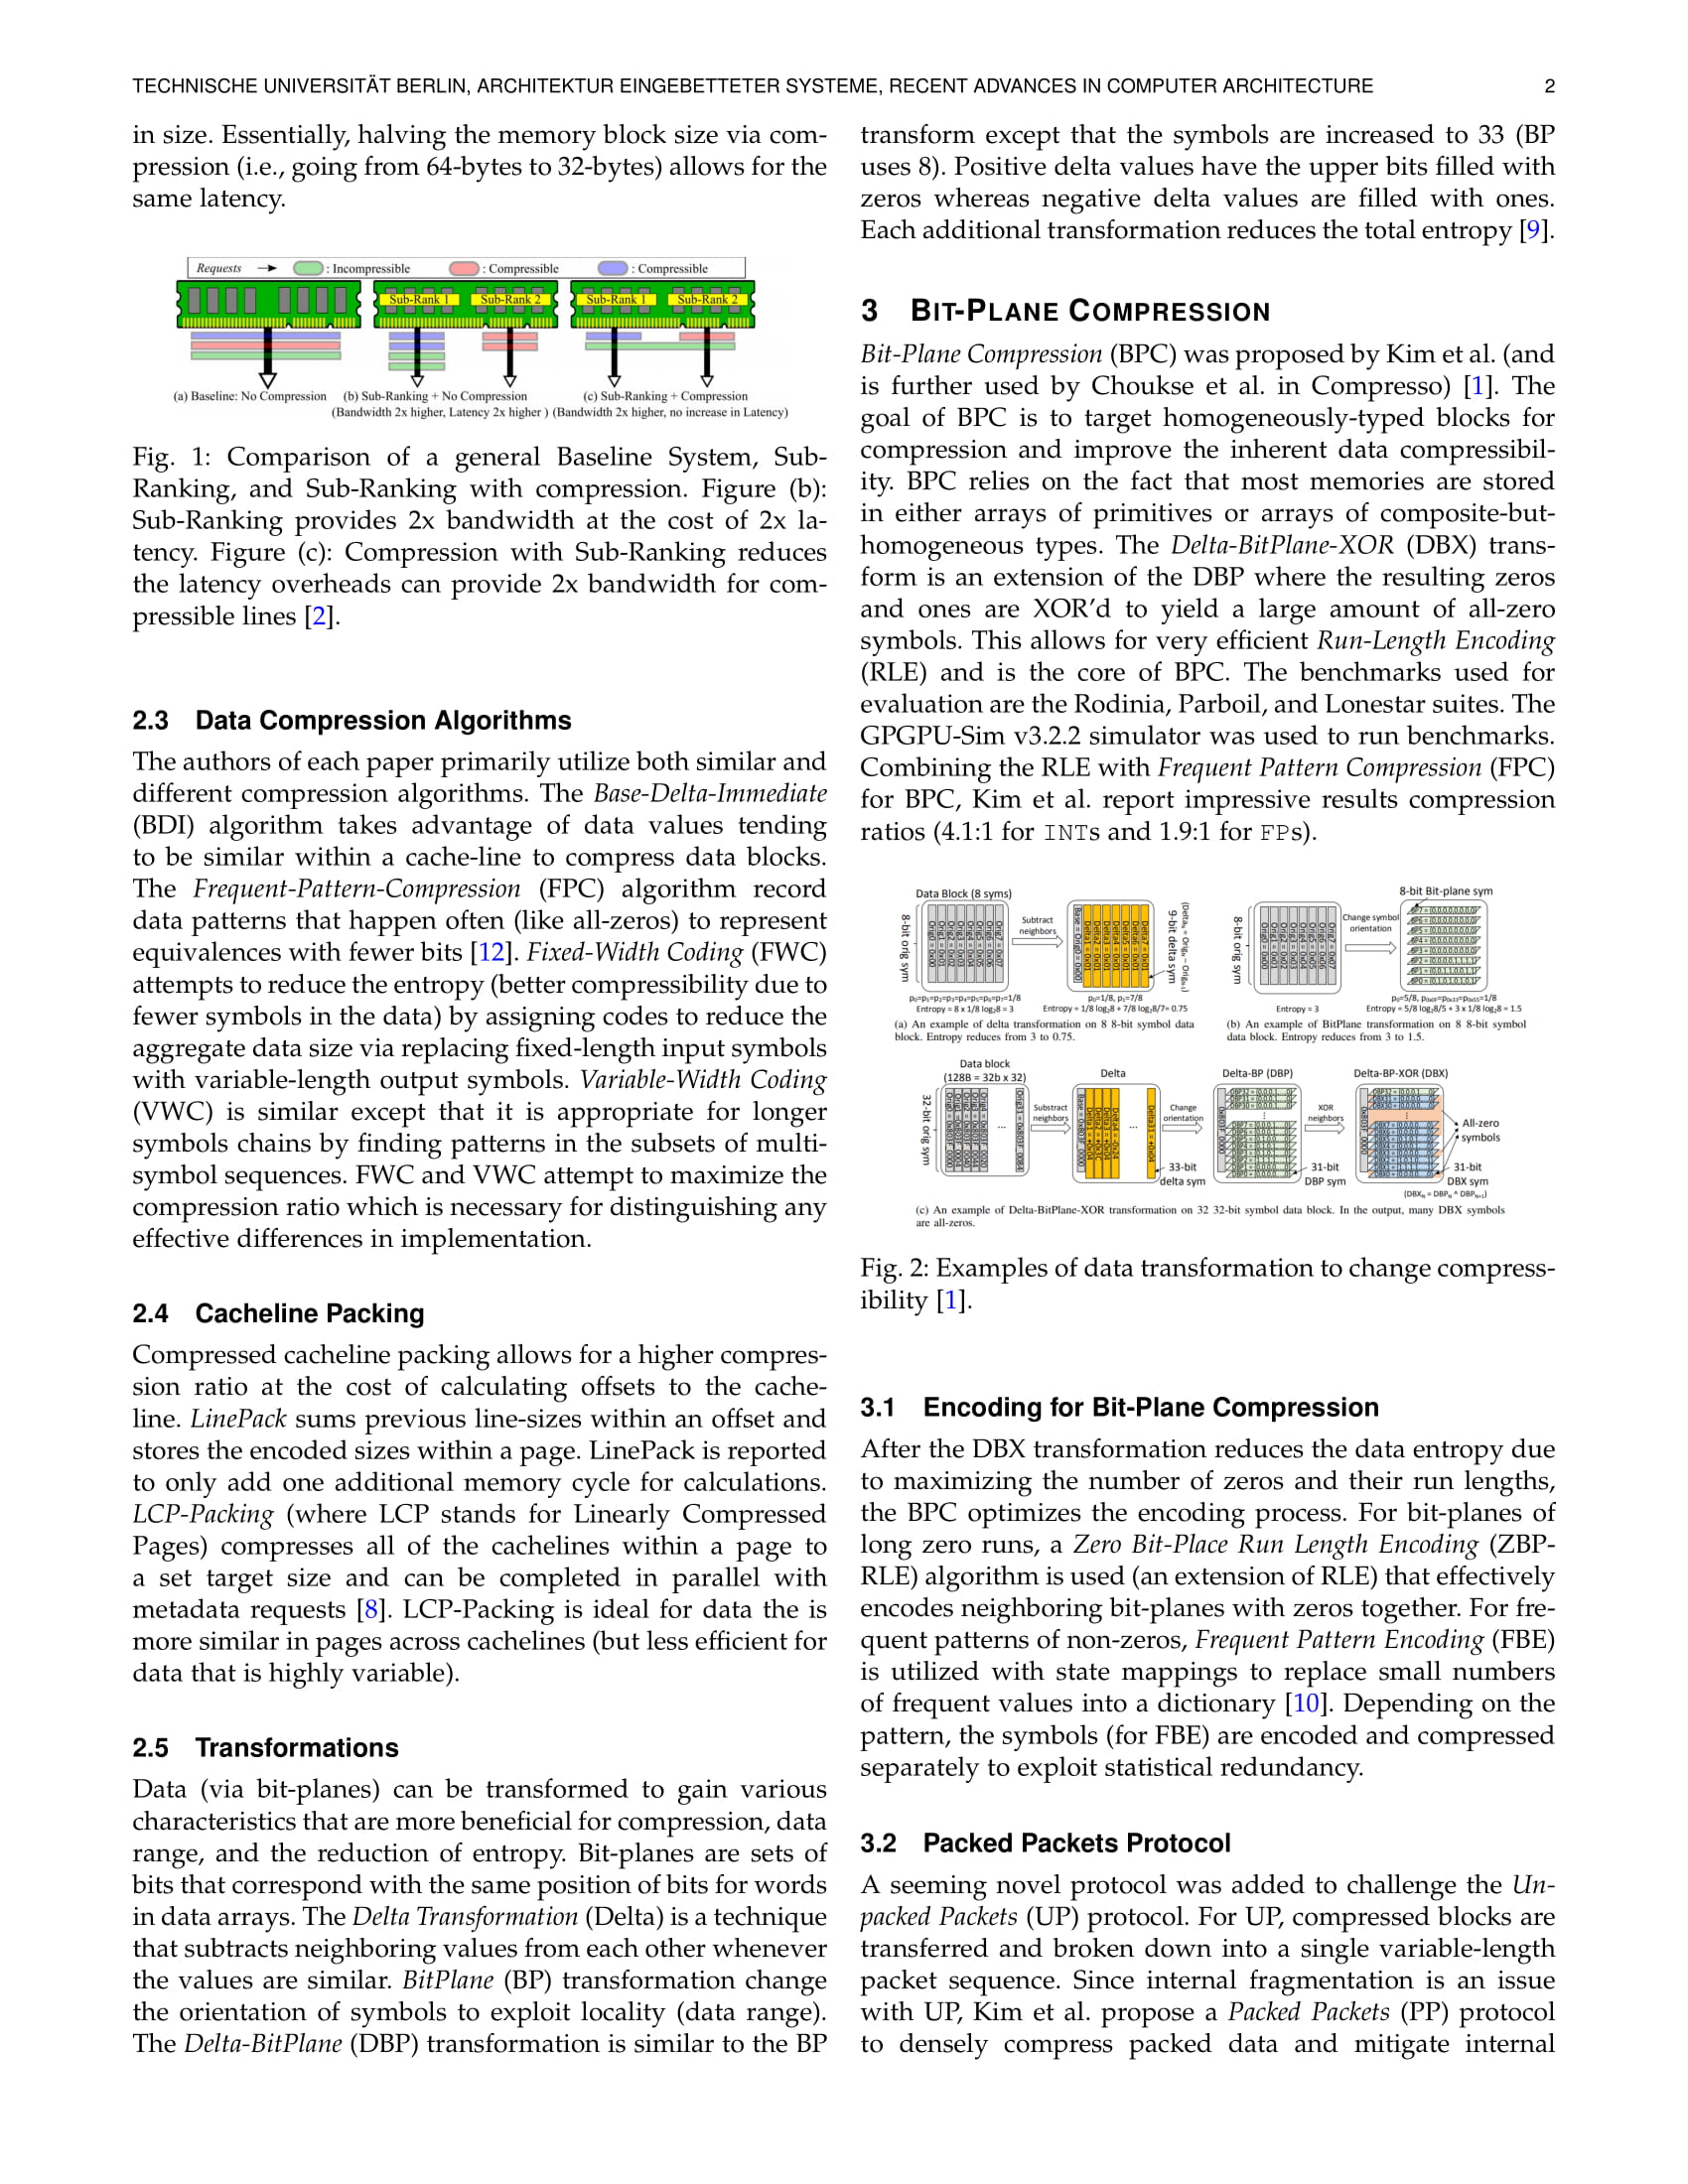 TECHNISCHE UNIVERSITÄT BERLIN, ARCHITEKTUR EINGEBETTETER SYSTEME, RECENT ADVANCES IN COMPUTER ARCHITECTURE 2
in size. Essentially, halving the memory block size via com-
pression (i.e., going from 64-bytes to 32-bytes) allows for the
same latency.
Requests : Incompressible : Compressible : Compressible
Sub-Rank 1 Sub-Rank 2 Sub-Rank 1 Sub-Rank 2
(a) Baseline: No Compression (b) Sub-Ranking + No Compression (c) Sub-Ranking + Compression
(Bandwidth 2x higher, Latency 2x higher ) (Bandwidth 2x higher, no increase in Latency)
Fig. 1: Comparison of a general Baseline System, Sub-
Ranking, and Sub-Ranking with compression. Figure (b):
Sub-Ranking provides 2x bandwidth at the cost of 2x la-
tency. Figure (c): Compression with Sub-Ranking reduces
the latency overheads can provide 2x bandwidth for com-
pressible lines [2].
2.3 Data Compression Algorithms
The authors of each paper primarily utilize both similar and
different compression algorithms. The Base-Delta-Immediate
(BDI) algorithm takes advantage of data values tending
to be similar within a cache-line to compress data blocks.
The Frequent-Pattern-Compression (FPC) algorithm record
data patterns that happen often (like all-zeros) to represent
equivalences with fewer bits [12]. Fixed-Width Coding (FWC)
attempts to reduce the entropy (better compressibility due to
fewer symbols in the data) by assigning codes to reduce the
aggregate data size via replacing fixed-length input symbols
with variable-length output symbols. Variable-Width Coding
(VWC) is similar except that it is appropriate for longer
symbols chains by finding patterns in the subsets of multi-
symbol sequences. FWC and VWC attempt to maximize the
compression ratio which is necessary for distinguishing any
effective differences in implementation.
2.4 Cacheline Packing
Compressed cacheline packing allows for a higher compres-
sion ratio at the cost of calculating offsets to the cache-
line. LinePack sums previous line-sizes within an offset and
stores the encoded sizes within a page. LinePack is reported
to only add one additional memory cycle for calculations.
LCP-Packing (where LCP stands for Linearly Compressed
Pages) compresses all of the cachelines within a page to
a set target size and can be completed in parallel with
metadata requests [8]. LCP-Packing is ideal for data the is
more similar in pages across cachelines (but less efficient for
data that is highly variable).
2.5 Transformations
Data (via bit-planes) can be transformed to gain various
characteristics that are more beneficial for compression, data
range, and the reduction of entropy. Bit-planes are sets of
bits that correspond with the same position of bits for words
in data arrays. The Delta Transformation (Delta) is a technique
that subtracts neighboring values from each other whenever
the values are similar. BitPlane (BP) transformation change
the orientation of symbols to exploit locality (data range).
The Delta-BitPlane (DBP) transformation is similar to the BP
transform except that the symbols are increased to 33 (BP
uses 8). Positive delta values have the upper bits filled with
zeros whereas negative delta values are filled with ones.
Each additional transformation reduces the total entropy [9].
3 BIT-PLANE COMPRESSION
Bit-Plane Compression (BPC) was proposed by Kim et al. (and
is further used by Choukse et al. in Compresso) [1]. The
goal of BPC is to target homogeneously-typed blocks for
compression and improve the inherent data compressibil-
ity. BPC relies on the fact that most memories are stored
in either arrays of primitives or arrays of composite-but-
homogeneous types. The Delta-BitPlane-XOR (DBX) trans-
form is an extension of the DBP where the resulting zeros
and ones are XOR'd to yield a large amount of all-zero
symbols. This allows for very efficient Run-Length Encoding
(RLE) and is the core of BPC. The benchmarks used for
evaluation are the Rodinia, Parboil, and Lonestar suites. The
GPGPU-Sim v3.2.2 simulator was used to run benchmarks.
Combining the RLE with Frequent Pattern Compression (FPC)
for BPC, Kim et al. report impressive results compression
ratios (4.1:1 for INTs and 1.9:1 for FPs).
Data Block (8 syms) 8-bit Bit-plane sym
8-bit orig sym Subtract neighbors 9-bit delta sym
8-bit orig sym Change symbol orientation
Entropy = 8 x 1/8 log₂8 = 3 Entropy = 1/8 log₂8 + 7/8 log₂8/7= 0.75 Entropy = 3 Entropy = 5/8 log₂8/5 + 3 x 1/8 log₂8 = 1.5
(a) An example of delta transformation on 8 8-bit symbol data
block. Entropy reduces from 3 to 0.75.
(b) An example of BitPlane transformation on 8 8-bit symbol
data block. Entropy reduces from 3 to 1.5.
Data block
(128B = 32b x 32) Delta Delta-BP (DBP) Delta-BP-XOR (DBX)
32-bit orig sym Substract neighbors Change orientation XOR neighbors All-zero symbols
33-bit delta sym 31-bit DBP sym 31-bit DBX sym
(c) An example of Delta-BitPlane-XOR transformation on 32 32-bit symbol data block. In the output, many DBX symbols
are all-zeros.
Fig. 2: Examples of data transformation to change compress-
ibility [1].
3.1 Encoding for Bit-Plane Compression
After the DBX transformation reduces the data entropy due
to maximizing the number of zeros and their run lengths,
the BPC optimizes the encoding process. For bit-planes of
long zero runs, a Zero Bit-Place Run Length Encoding (ZBP-
RLE) algorithm is used (an extension of RLE) that effectively
encodes neighboring bit-planes with zeros together. For fre-
quent patterns of non-zeros, Frequent Pattern Encoding (FBE)
is utilized with state mappings to replace small numbers
of frequent values into a dictionary [10]. Depending on the
pattern, the symbols (for FBE) are encoded and compressed
separately to exploit statistical redundancy.
3.2 Packed Packets Protocol
A seeming novel protocol was added to challenge the Un-
packed Packets (UP) protocol. For UP, compressed blocks are
transferred and broken down into a single variable-length
packet sequence. Since internal fragmentation is an issue
with UP, Kim et al. propose a Packed Packets (PP) protocol
to densely compress packed data and mitigate internal